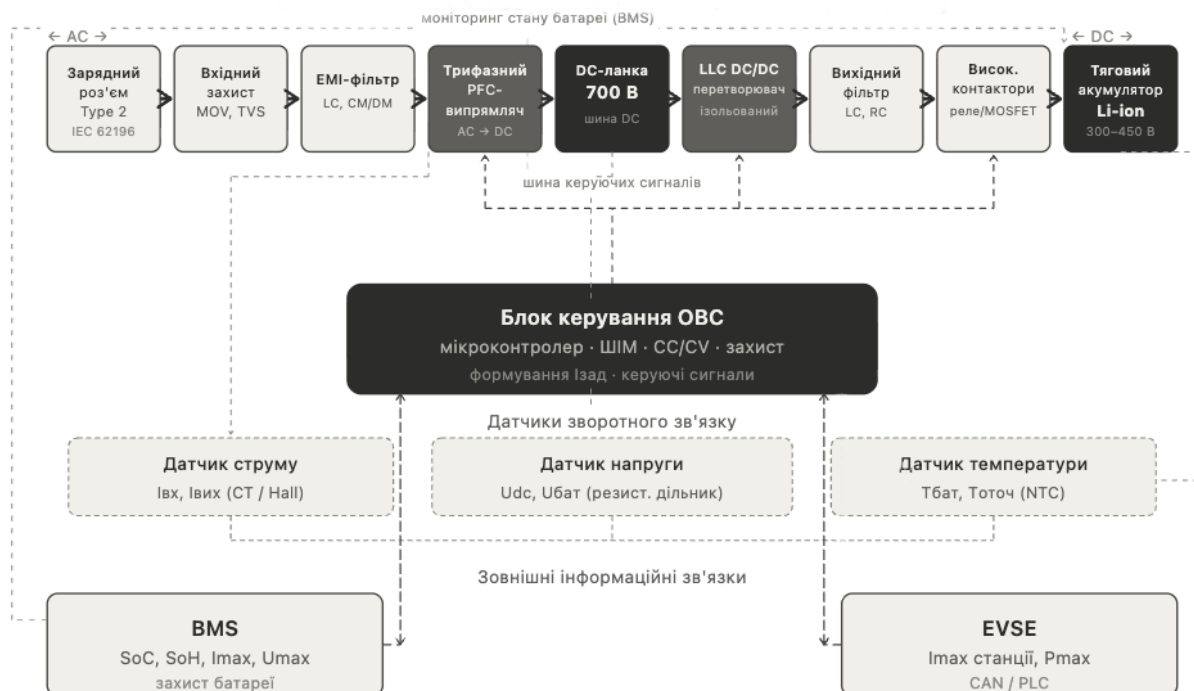 моніторинг стану батареї (BMS)
← AC →
← DC →
Зарядний
роз'єм
Type 2
IEC 62196
Вхідний
захист
MOV, TVS
EMI-фільтр
LC, CM/DM
Трифазний
PFC-
випрямляч
AC → DC
DC-ланка
700 В
шина DC
LLC DC/DC
перетворювач
ізольований
Вихідний
фільтр
LC, RC
Висок.
контактори
реле/MOSFET
Тяговий
акумулятор
Li-ion
300–450 В
шина керуючих сигналів
Блок керування ОВС
мікроконтролер · ШІМ · CC/CV · захист
формування Ізад · керуючі сигнали
Датчики зворотного зв'язку
Датчик струму
Івх, Івих (CT / Hall)
Датчик напруги
Udc, Uбат (резист. дільник)
Датчик температури
Тбат, Тоточ (NTC)
Зовнішні інформаційні зв'язки
BMS
SoC, SoH, Imax, Umax
захист батареї
EVSE
Imax станції, Pmax
CAN / PLC